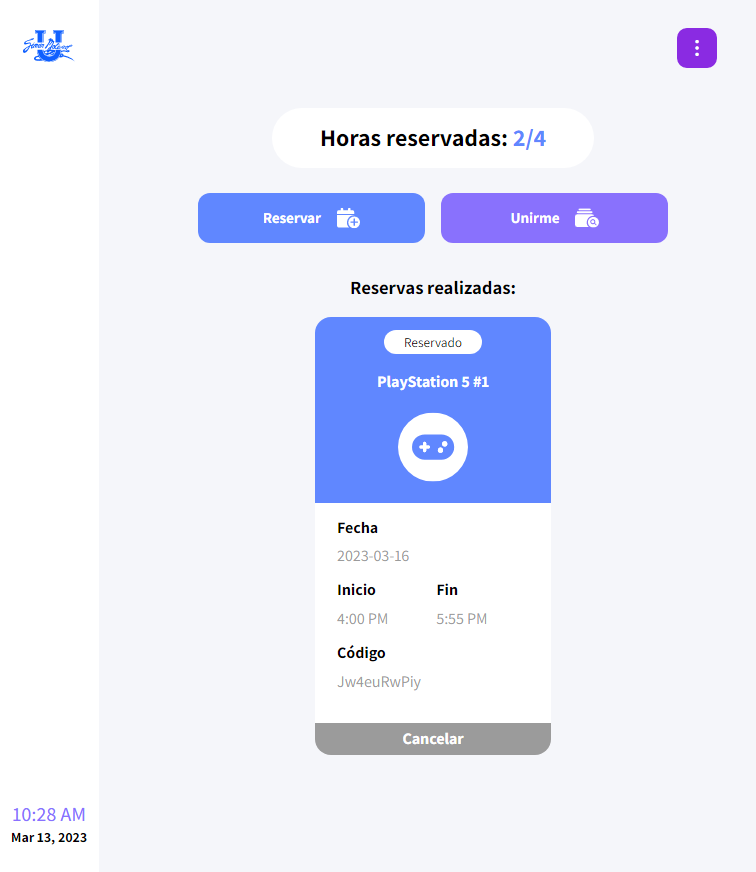 Horas reservadas: 2/4
Reservar
Unirme
Reservas realizadas:
Reservado
PlayStation 5 #1
Fecha
2023-03-16
Inicio Fin
4:00 PM 5:55 PM
Código
Jw4euRwPiy
Cancelar
10:28 AM
Mar 13, 2023